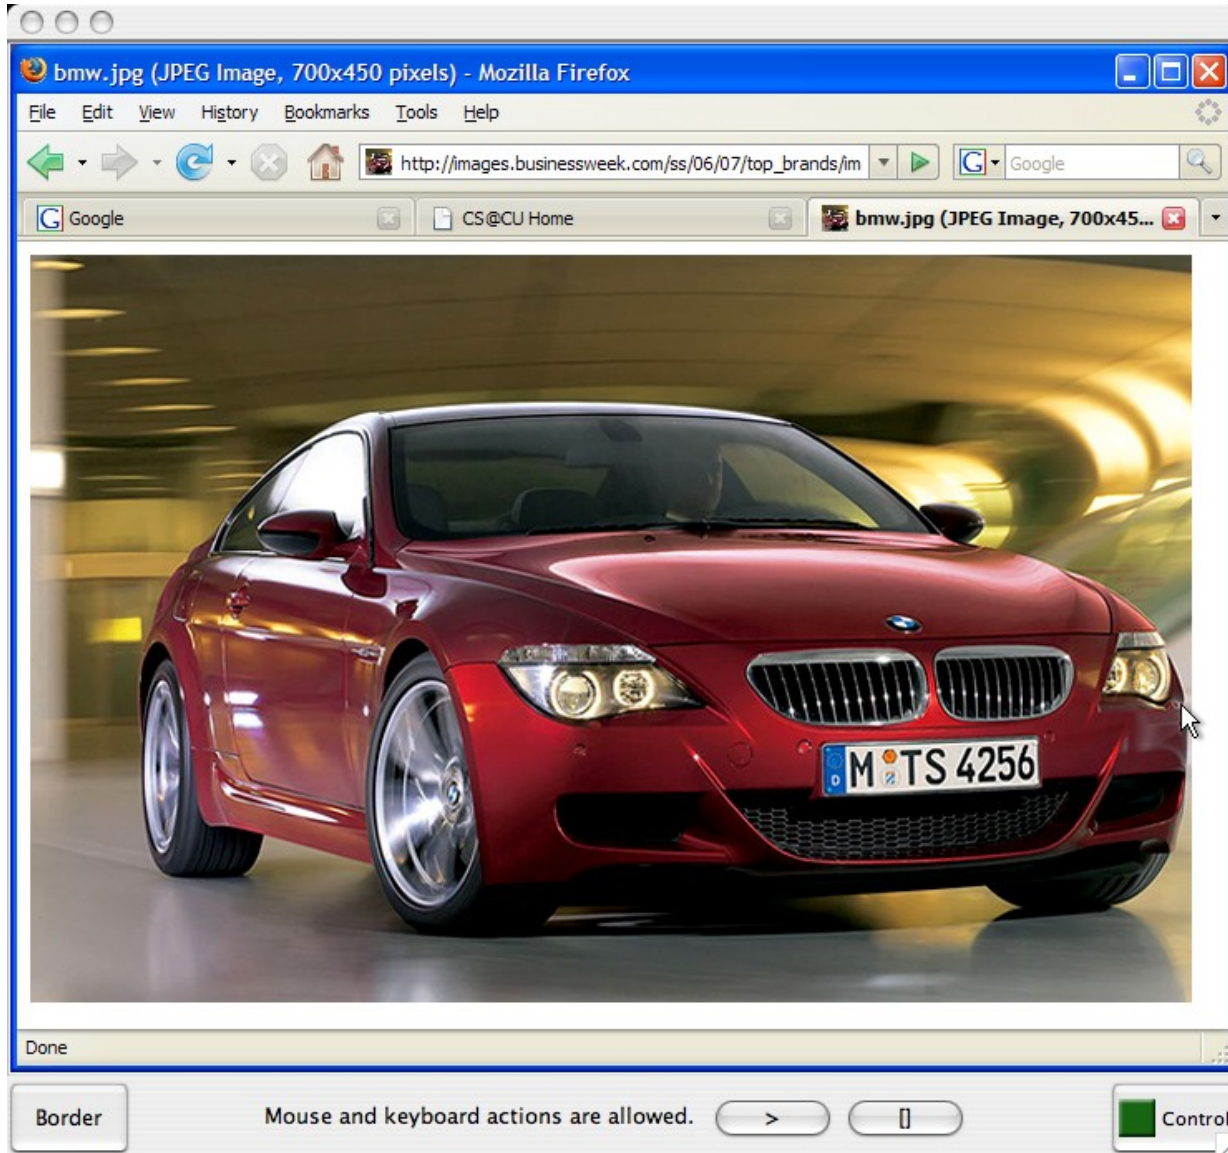 bmw.jpg (JPEG Image, 700x450 pixels) - Mozilla Firefox
File Edit View History Bookmarks Tools Help
http://images.businessweek.com/ss/06/07/top_brands/im G Google
G Google CS@CU Home bmw.jpg (JPEG Image, 700x45...
D M TS 4256
Done
Border Mouse and keyboard actions are allowed. > [] Control